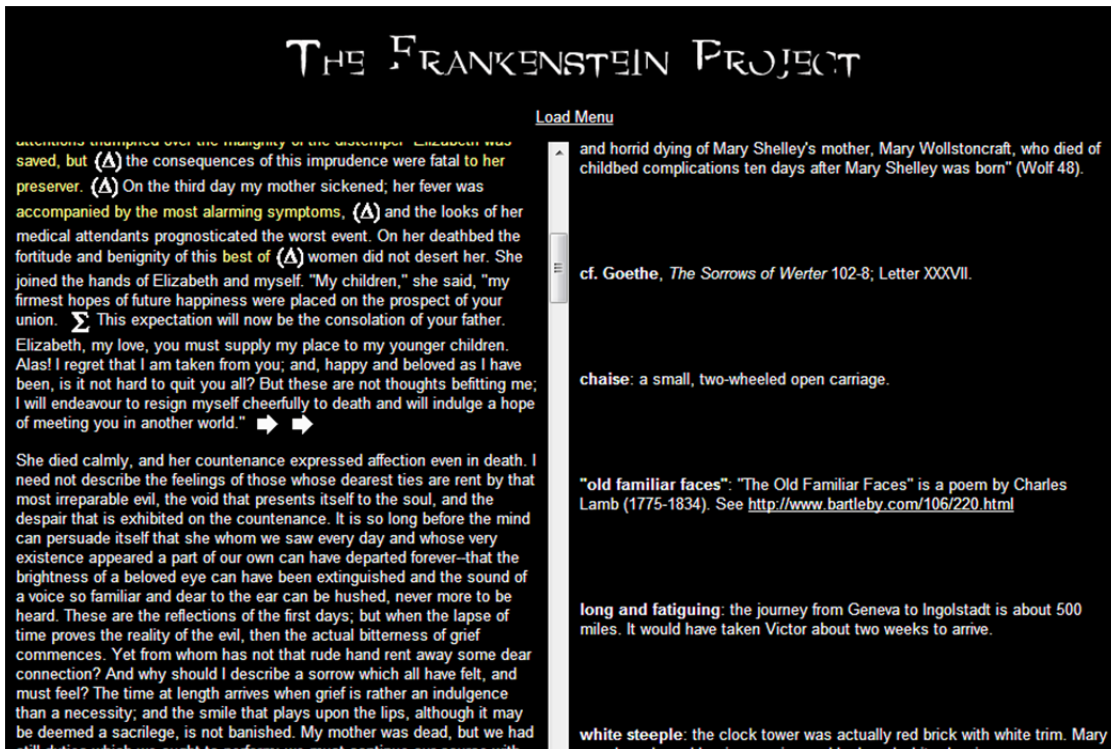 THE FRANKENSTEIN PROJECT
Load Menu
attentions triumphed over the malignity of the distemper--Elizabeth was
saved, but (Δ) the consequences of this imprudence were fatal to her
preserver. (Δ) On the third day my mother sickened; her fever was
accompanied by the most alarming symptoms, (Δ) and the looks of her
medical attendants prognosticated the worst event. On her deathbed the
fortitude and benignity of this best of (Δ) women did not desert her. She
joined the hands of Elizabeth and myself. "My children," she said, "my
firmest hopes of future happiness were placed on the prospect of your
union. Σ This expectation will now be the consolation of your father.
Elizabeth, my love, you must supply my place to my younger children.
Alas! I regret that I am taken from you; and, happy and beloved as I have
been, is it not hard to quit you all? But these are not thoughts befitting me;
I will endeavour to resign myself cheerfully to death and will indulge a hope
of meeting you in another world."
She died calmly, and her countenance expressed affection even in death. I
need not describe the feelings of those whose dearest ties are rent by that
most irreparable evil, the void that presents itself to the soul, and the
despair that is exhibited on the countenance. It is so long before the mind
can persuade itself that she whom we saw every day and whose very
existence appeared a part of our own can have departed forever--that the
brightness of a beloved eye can have been extinguished and the sound of
a voice so familiar and dear to the ear can be hushed, never more to be
heard. These are the reflections of the first days; but when the lapse of
time proves the reality of the evil, then the actual bitterness of grief
commences. Yet from whom has not that rude hand rent away some dear
connection? And why should I describe a sorrow which all have felt, and
must feel? The time at length arrives when grief is rather an indulgence
than a necessity; and the smile that plays upon the lips, although it may
be deemed a sacrilege, is not banished. My mother was dead, but we had
still duties which we ought to perform; we must continue our course with
and horrid dying of Mary Shelley's mother, Mary Wollstoncraft, who died of
childbed complications ten days after Mary Shelley was born" (Wolf 48).
cf. Goethe, The Sorrows of Werter 102-8; Letter XXXVII.
chaise: a small, two-wheeled open carriage.
"old familiar faces": "The Old Familiar Faces" is a poem by Charles
Lamb (1775-1834). See http://www.bartleby.com/106/220.html
long and fatiguing: the journey from Geneva to Ingolstadt is about 500
miles. It would have taken Victor about two weeks to arrive.
white steeple: the clock tower was actually red brick with white trim. Mary